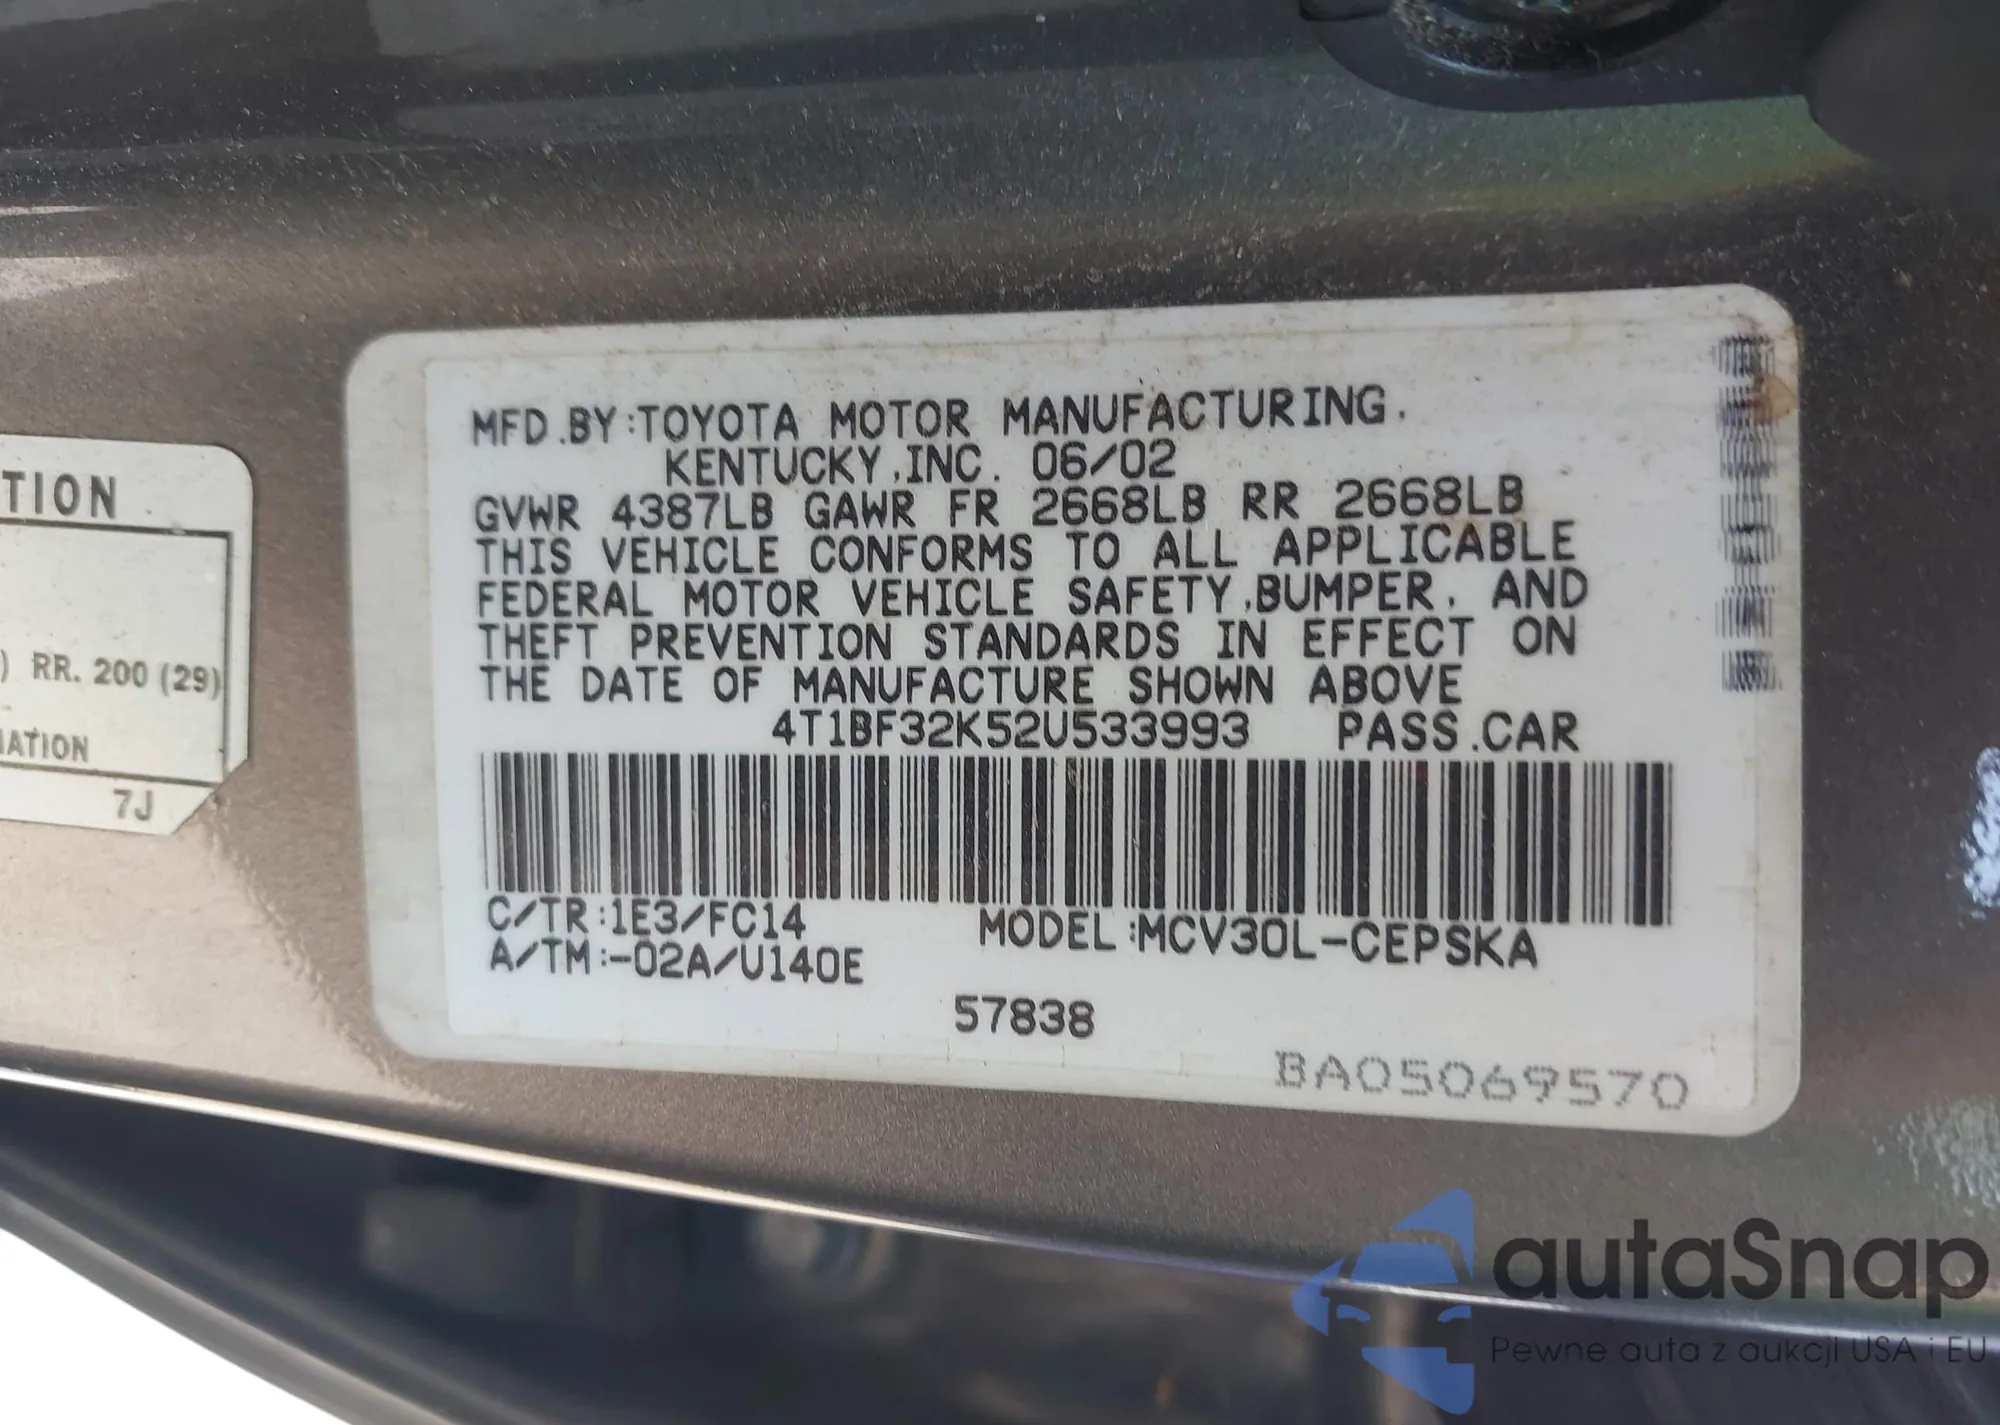 TION
) RR. 200 (29)
7J
MFD.BY:TOYOTA MOTOR MANUFACTURING.
KENTUCKY,INC. 06/02
GVWR 4387LB GAWR FR 2668LB RR 2668LB
THIS VEHICLE CONFORMS TO ALL APPLICABLE
FEDERAL MOTOR VEHICLE SAFETY,BUMPER, AND
THEFT PREVENTION STANDARDS IN EFFECT ON
THE DATE OF MANUFACTURE SHOWN ABOVE
4T1BF32K52U533993 PASS.CAR
C/TR:1E3/FC14 MODEL:MCV30L-CEPSKA
A/TM:-02A/U140E
57838
BA05069570
autaSnap
Pewne auta z aukcji USA i EU